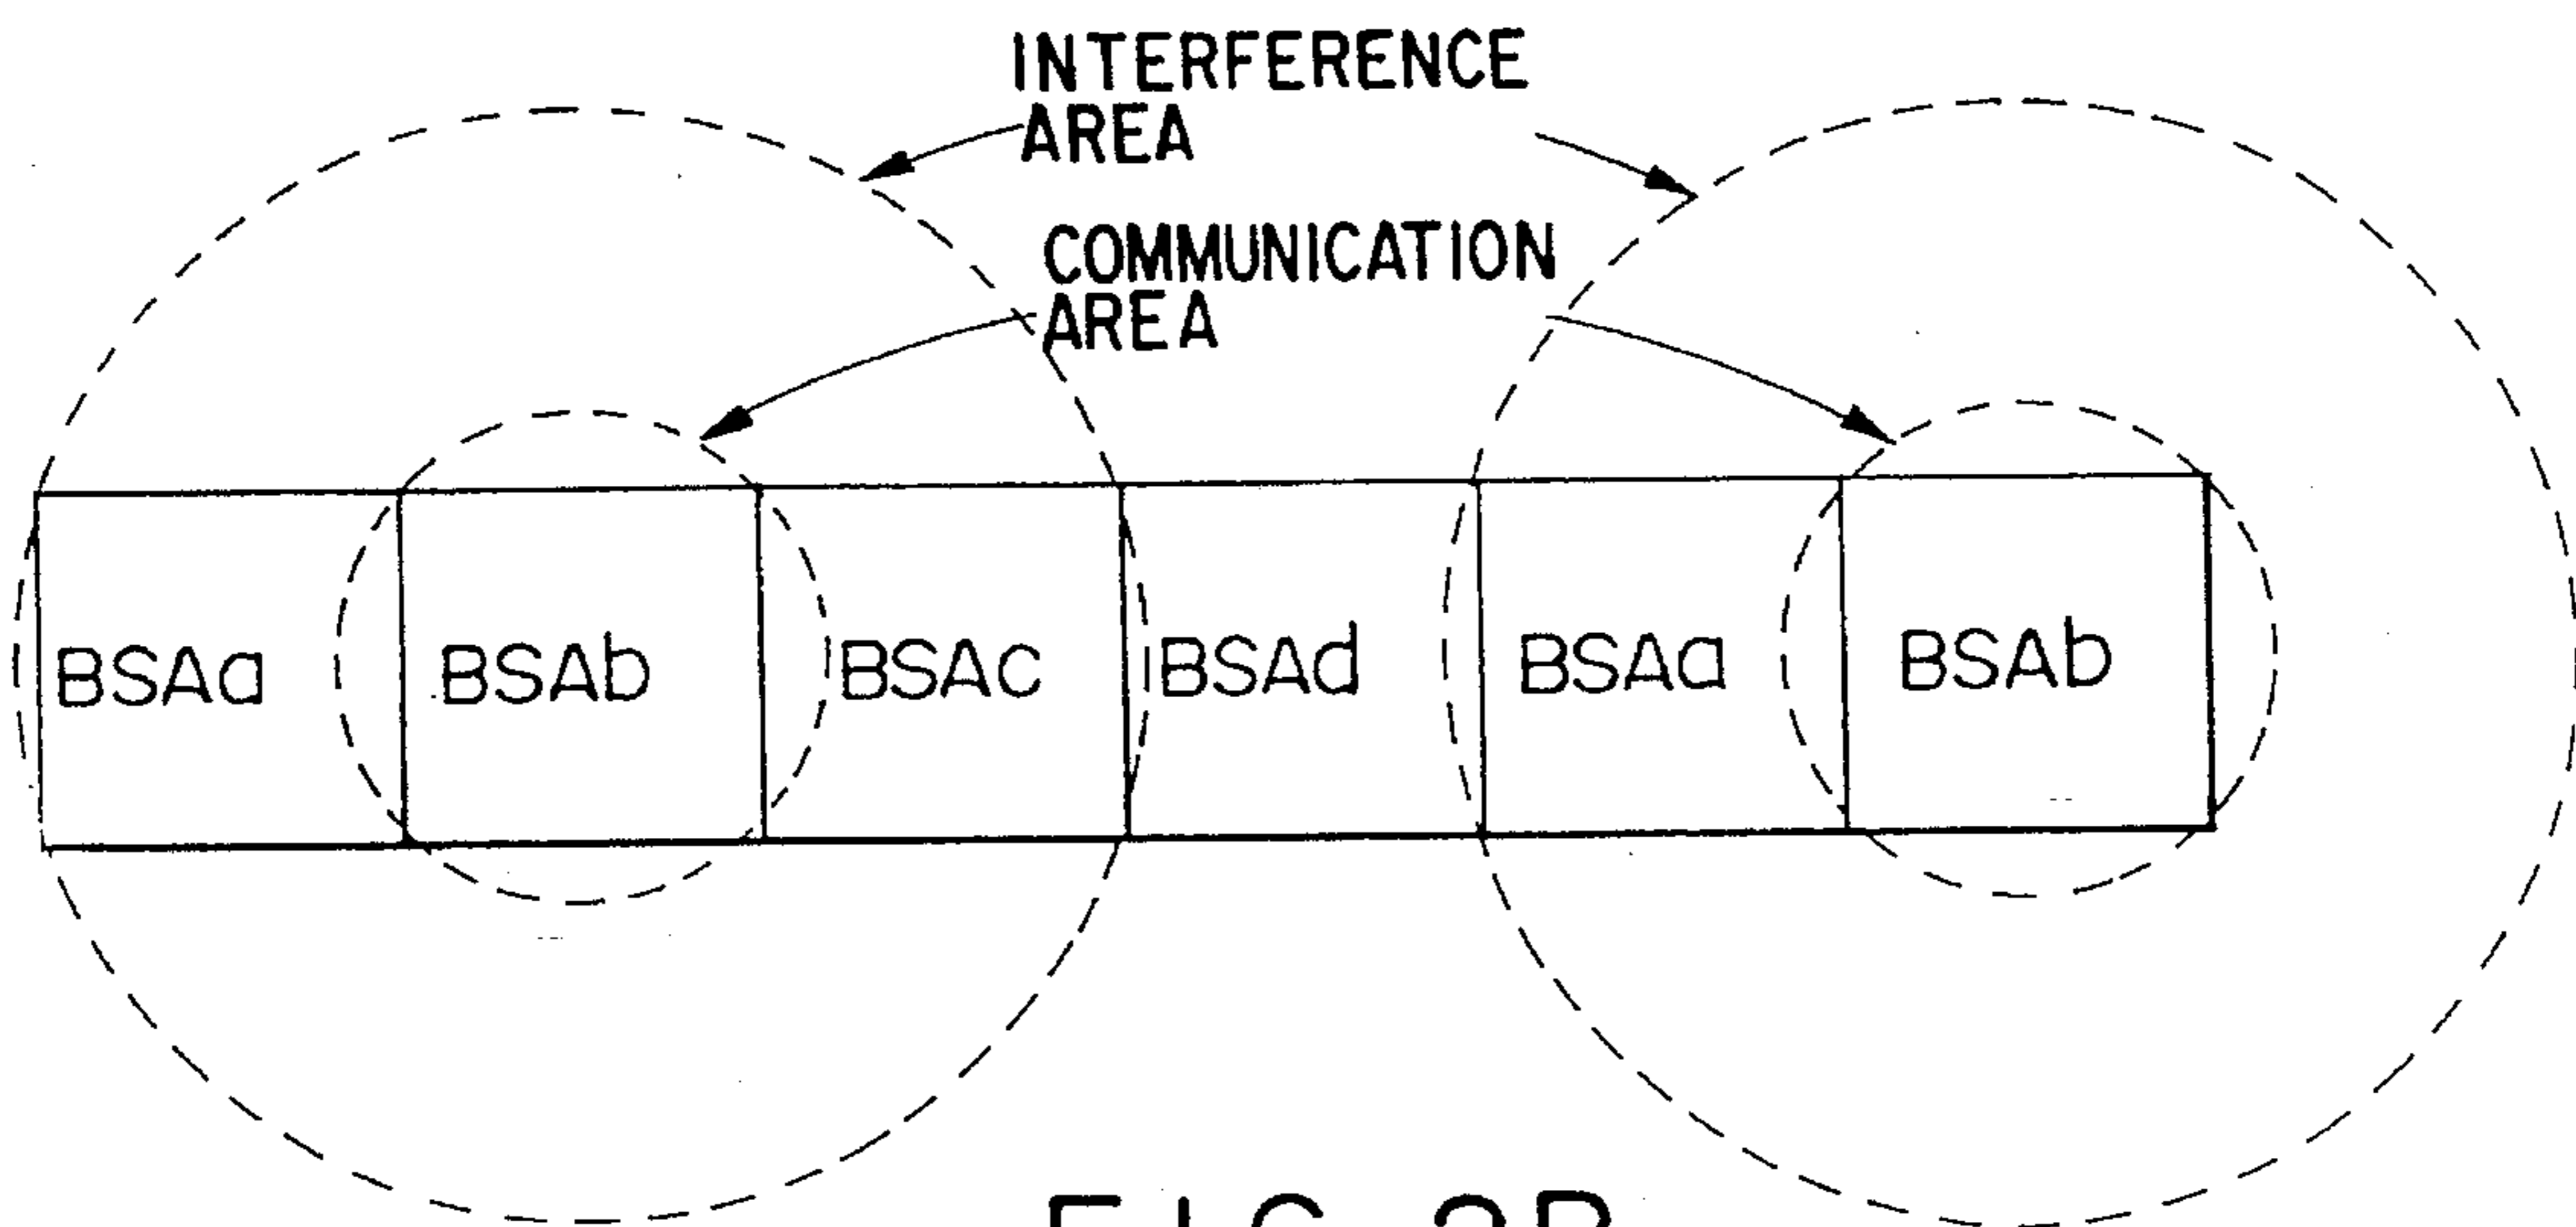 INTERFERENCE
AREA
COMMUNICATION
AREA
BSAa BSAb BSAc BSAd BSAa BSAb